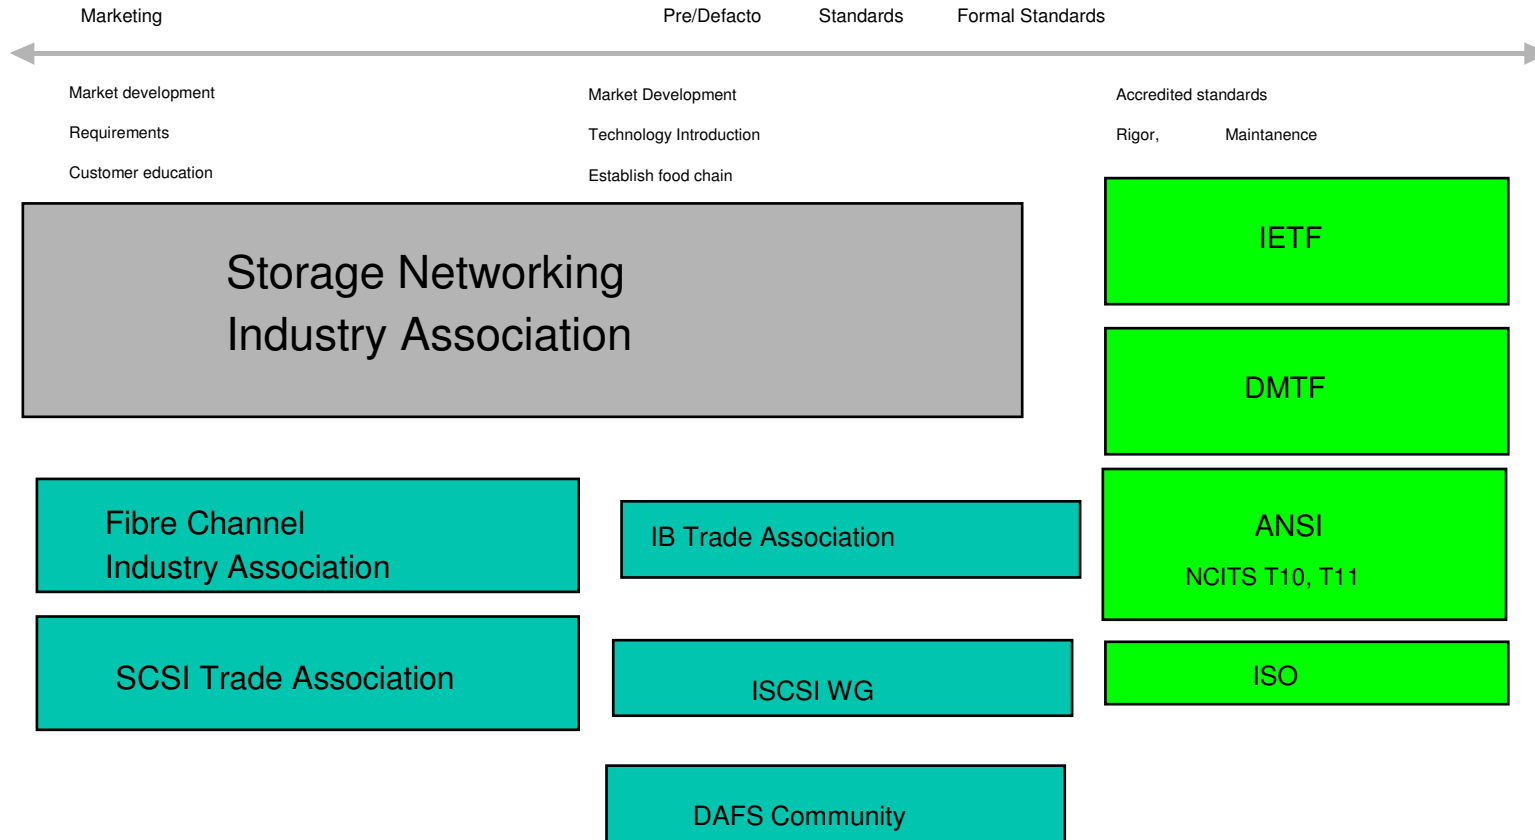 Marketing Pre/Defacto Standards Formal Standards
Market development
Requirements
Customer education
Market Development
Technology Introduction
Establish food chain
Accredited standards
Rigor, Maintanence
Storage Networking
Industry Association
IETF
DMTF
Fibre Channel
Industry Association
IB Trade Association
ANSI
NCITS T10, T11
SCSI Trade Association
ISCSI WG
ISO
DAFS Community